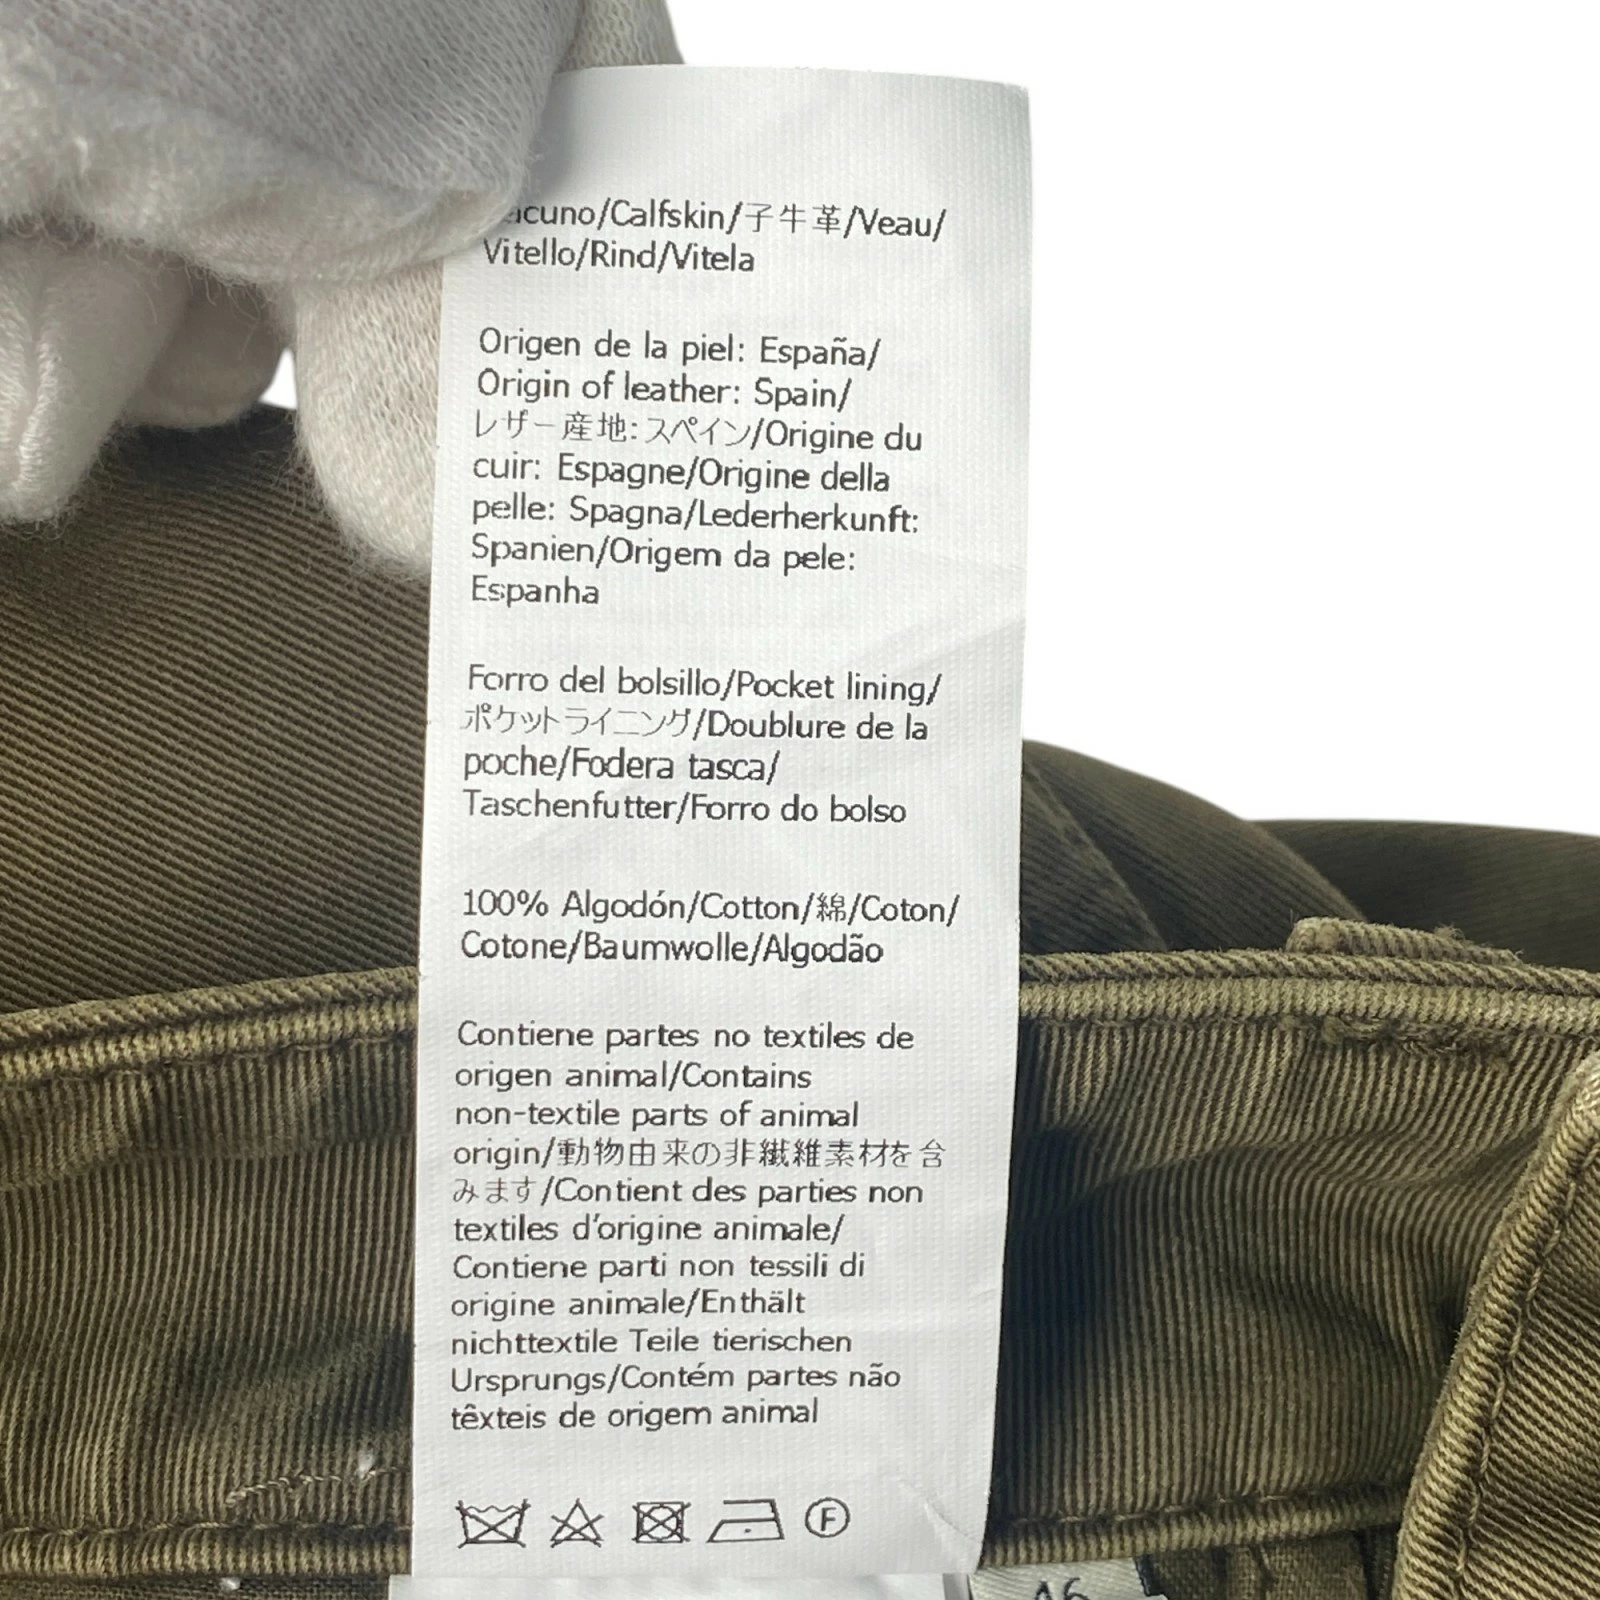 /Calfskin/子牛革/Veau/
Vitello/Rind/Vitela
Origen de la piel: España/
Origin of leather: Spain/
レザー産地:スペイン/Origine du
cuir: Espagne/Origine della
pelle: Spagna/Lederherkunft:
Spanien/Origem da pele:
Espanha
Forro del bolsillo/Pocket lining/
ポケットライニング/Doublure de la
poche/Fodera tasca/
Taschenfutter/Forro do bolso
100% Algodón/Cotton/綿/Coton/
Cotone/Baumwolle/Algodão
Contiene partes no textiles de
origen animal/Contains
non-textile parts of animal
origin/動物由来の非繊維素材を含
みます/Contient des parties non
textiles d'origine animale/
Contiene parti non tessili di
origine animale/Enthält
nichttextile Teile tierischen
Ursprungs/Contém partes não
têxteis de origem animal
F